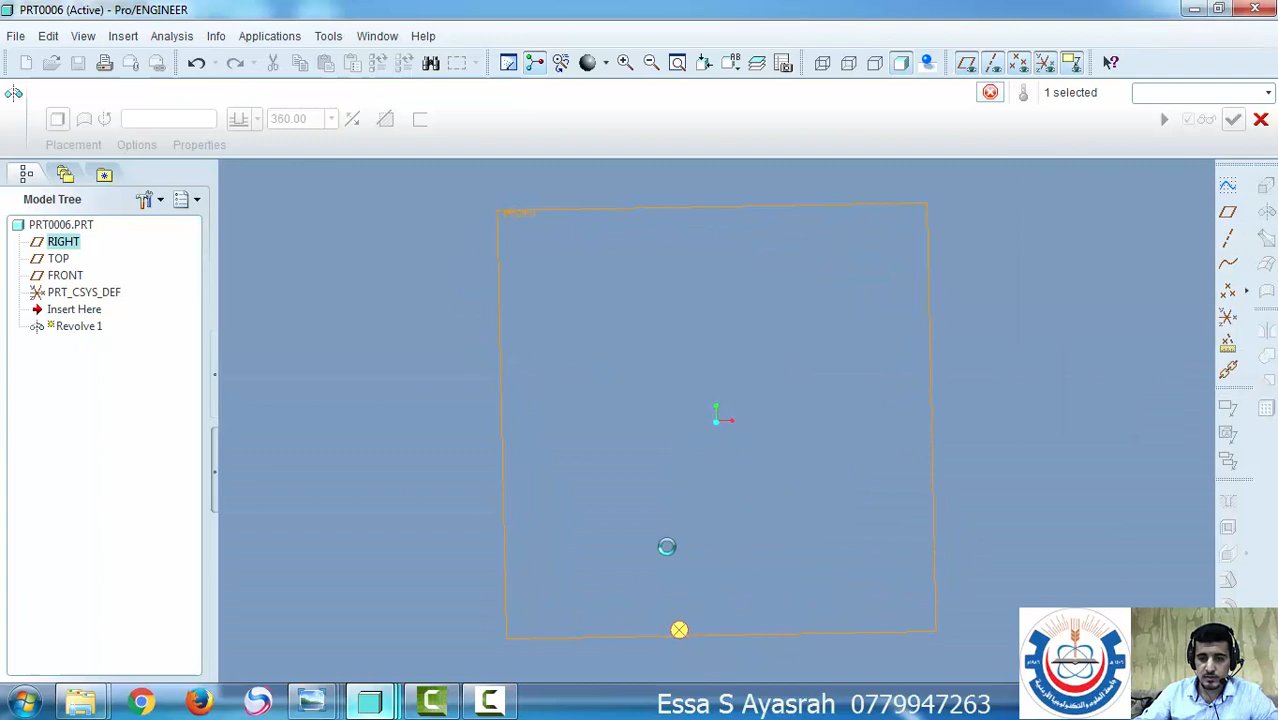 PRT0006 (Active) - Pro/ENGINEER
File Edit View Insert Analysis Info Applications Tools Window Help
1 selected
360.00
Placement Options Properties
Model Tree
PRT0006.PRT
RIGHT
TOP
FRONT
PRT_CSYS_DEF
Insert Here
Revolve 1
Essa S Ayasrah 0779947263